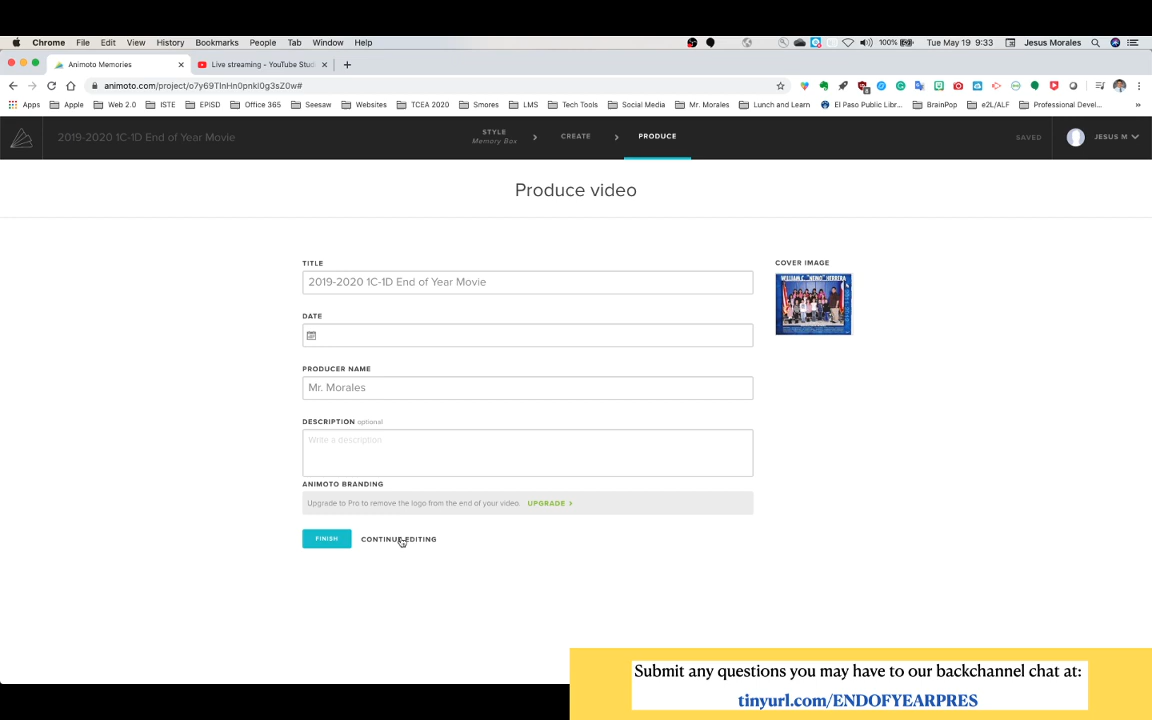 Chrome File Edit View History Bookmarks People Tab Window Help 100% Tue May 19 9:33 Jesus Morales
Animoto Memories × Live streaming - YouTube Stud × +
animoto.com/project/o7y69TInHn0pnkl0g3sZ0w#
Apps Apple Web 2.0 ISTE EPISD Office 365 Seesaw Websites TCEA 2020 Smores LMS Tech Tools Social Media Mr. Morales Lunch and Learn El Paso Public Libr... BrainPop e2L/ALF Professional Devel... »
2019-2020 1C-1D End of Year Movie STYLE Memory Box CREATE PRODUCE SAVED JESUS M
Produce video
TITLE
2019-2020 1C-1D End of Year Movie
COVER IMAGE
WILLIAM C. HERRERA
DATE
PRODUCER NAME
Mr. Morales
DESCRIPTION optional
Write a description
ANIMOTO BRANDING
Upgrade to Pro to remove the logo from the end of your video. UPGRADE >
FINISH CONTINUE EDITING
Submit any questions you may have to our backchannel chat at:
tinyurl.com/ENDOFYEARPRES